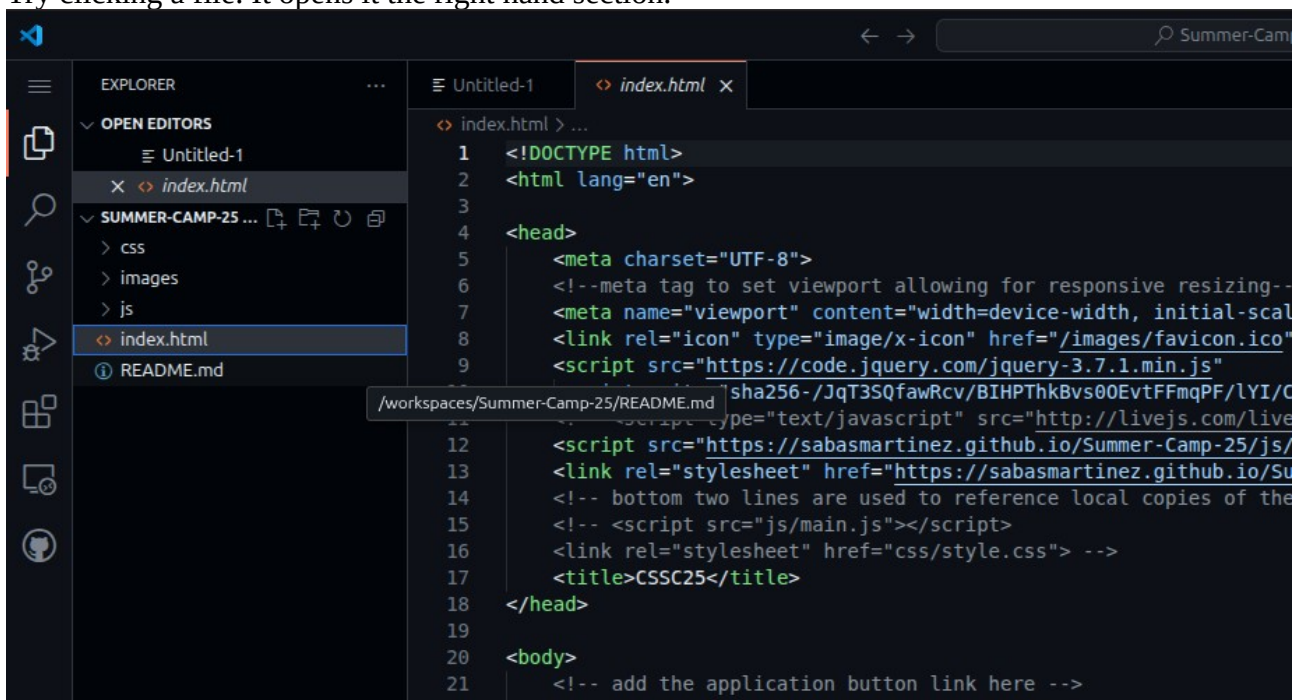 Try clicking a file. It opens it the right hand section.
Summer-Camp
EXPLORER ...
OPEN EDITORS
Untitled-1
index.html
SUMMER-CAMP-25 ...
css
images
js
index.html
README.md
/workspaces/Summer-Camp-25/README.md
Untitled-1 index.html
index.html > ...
1 <!DOCTYPE html>
2 <html lang="en">
3
4 <head>
5 <meta charset="UTF-8">
6 <!--meta tag to set viewport allowing for responsive resizing--
7 <meta name="viewport" content="width=device-width, initial-scal
8 <link rel="icon" type="image/x-icon" href="/images/favicon.ico"
9 <script src="https://code.jquery.com/jquery-3.7.1.min.js"
"sha256-/JqT3SQfawRcv/BIHPThkBvs0OEvtFFmqPF/lYI/C
type="text/javascript" src="http://livejs.com/live
12 <script src="https://sabasmartinez.github.io/Summer-Camp-25/js/
13 <link rel="stylesheet" href="https://sabasmartinez.github.io/Su
14 <!-- bottom two lines are used to reference local copies of the
15 <!-- <script src="js/main.js"></script>
16 <link rel="stylesheet" href="css/style.css"> -->
17 <title>CSSC25</title>
18 </head>
19
20 <body>
21 <!-- add the application button link here -->